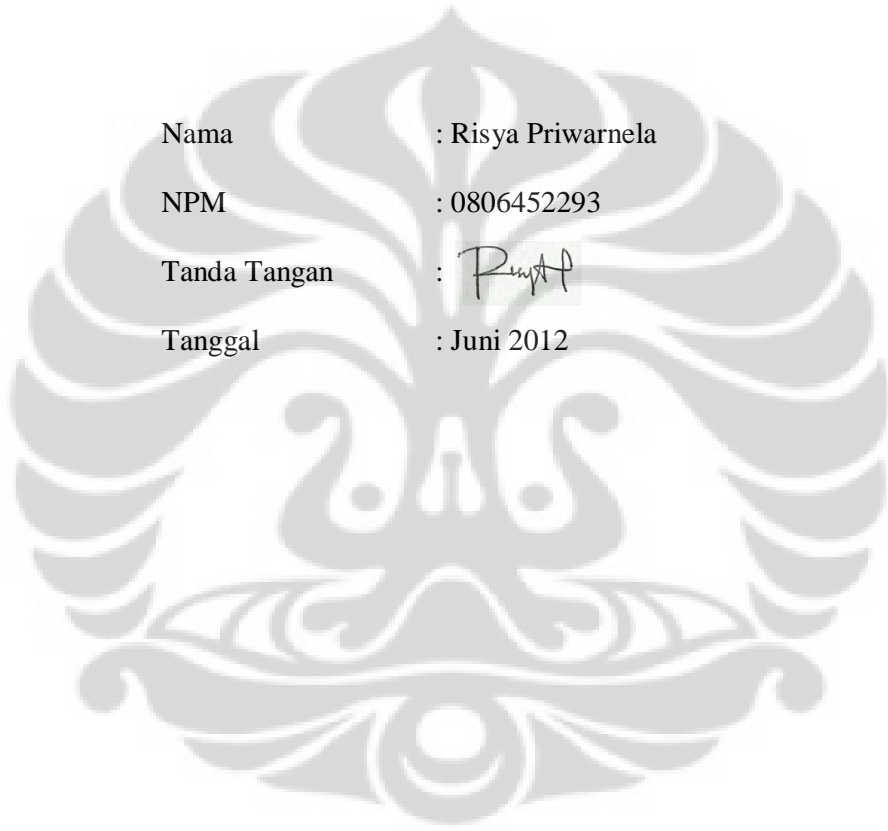 Nama : Risya Priwarnela
NPM : 0806452293
Tanda Tangan :
Tanggal : Juni 2012